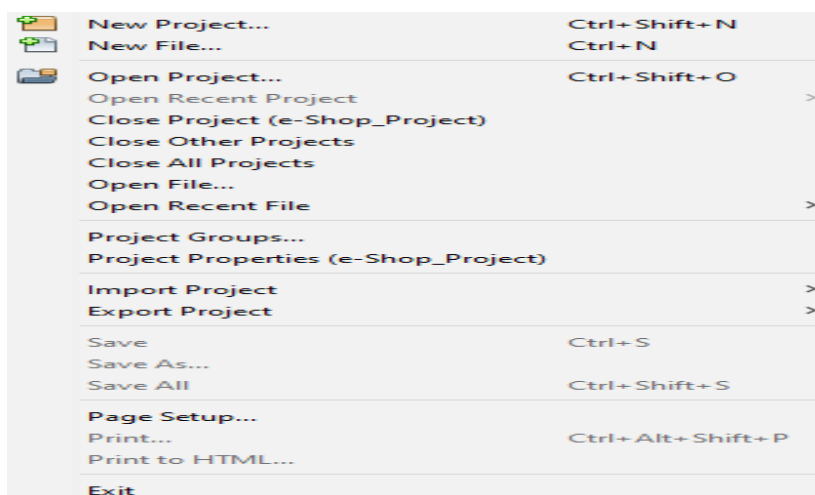 New Project... Ctrl+Shift+N
New File... Ctrl+N
Open Project... Ctrl+Shift+O
Open Recent Project >
Close Project (e-Shop_Project)
Close Other Projects
Close All Projects
Open File...
Open Recent File >
Project Groups...
Project Properties (e-Shop_Project)
Import Project >
Export Project >
Save Ctrl+S
Save As...
Save All Ctrl+Shift+S
Page Setup...
Print... Ctrl+Alt+Shift+P
Print to HTML...
Exit